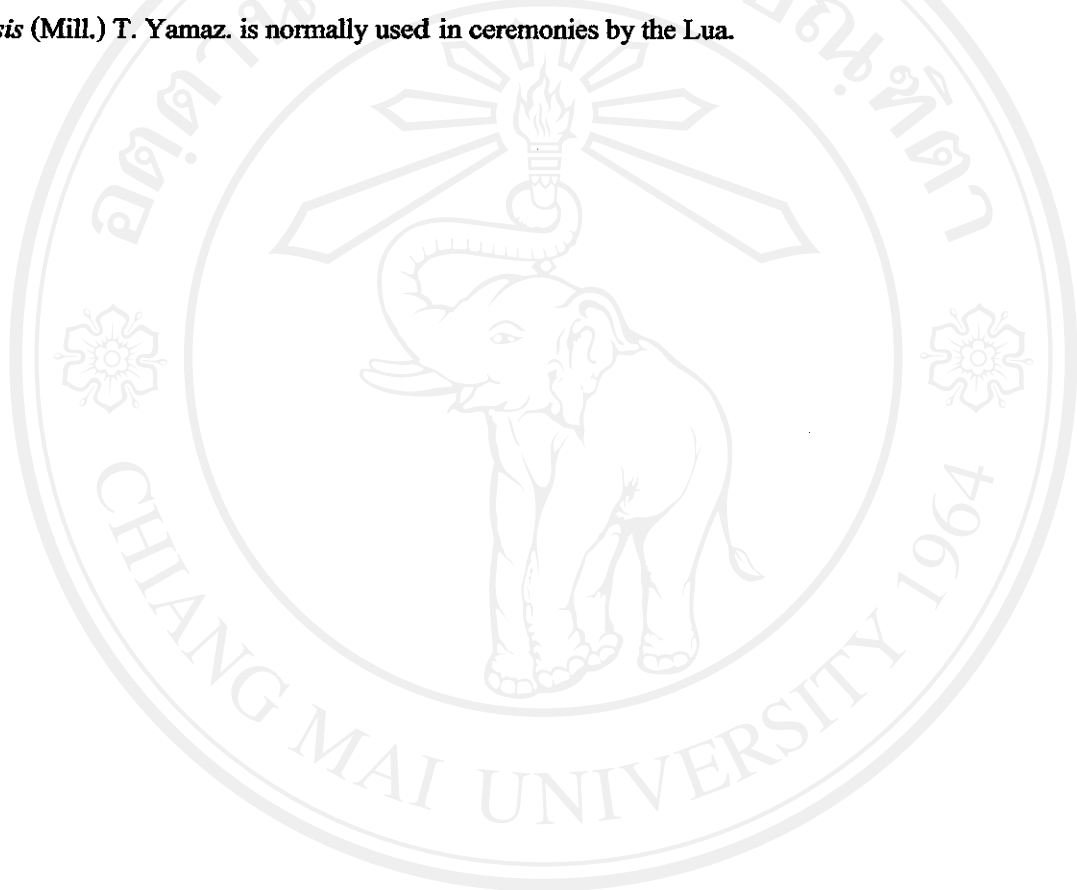 sis (Mill.) T. Yamaz. is normally used in ceremonies by the Lua.
CHIANG MAI UNIVERSITY 1964